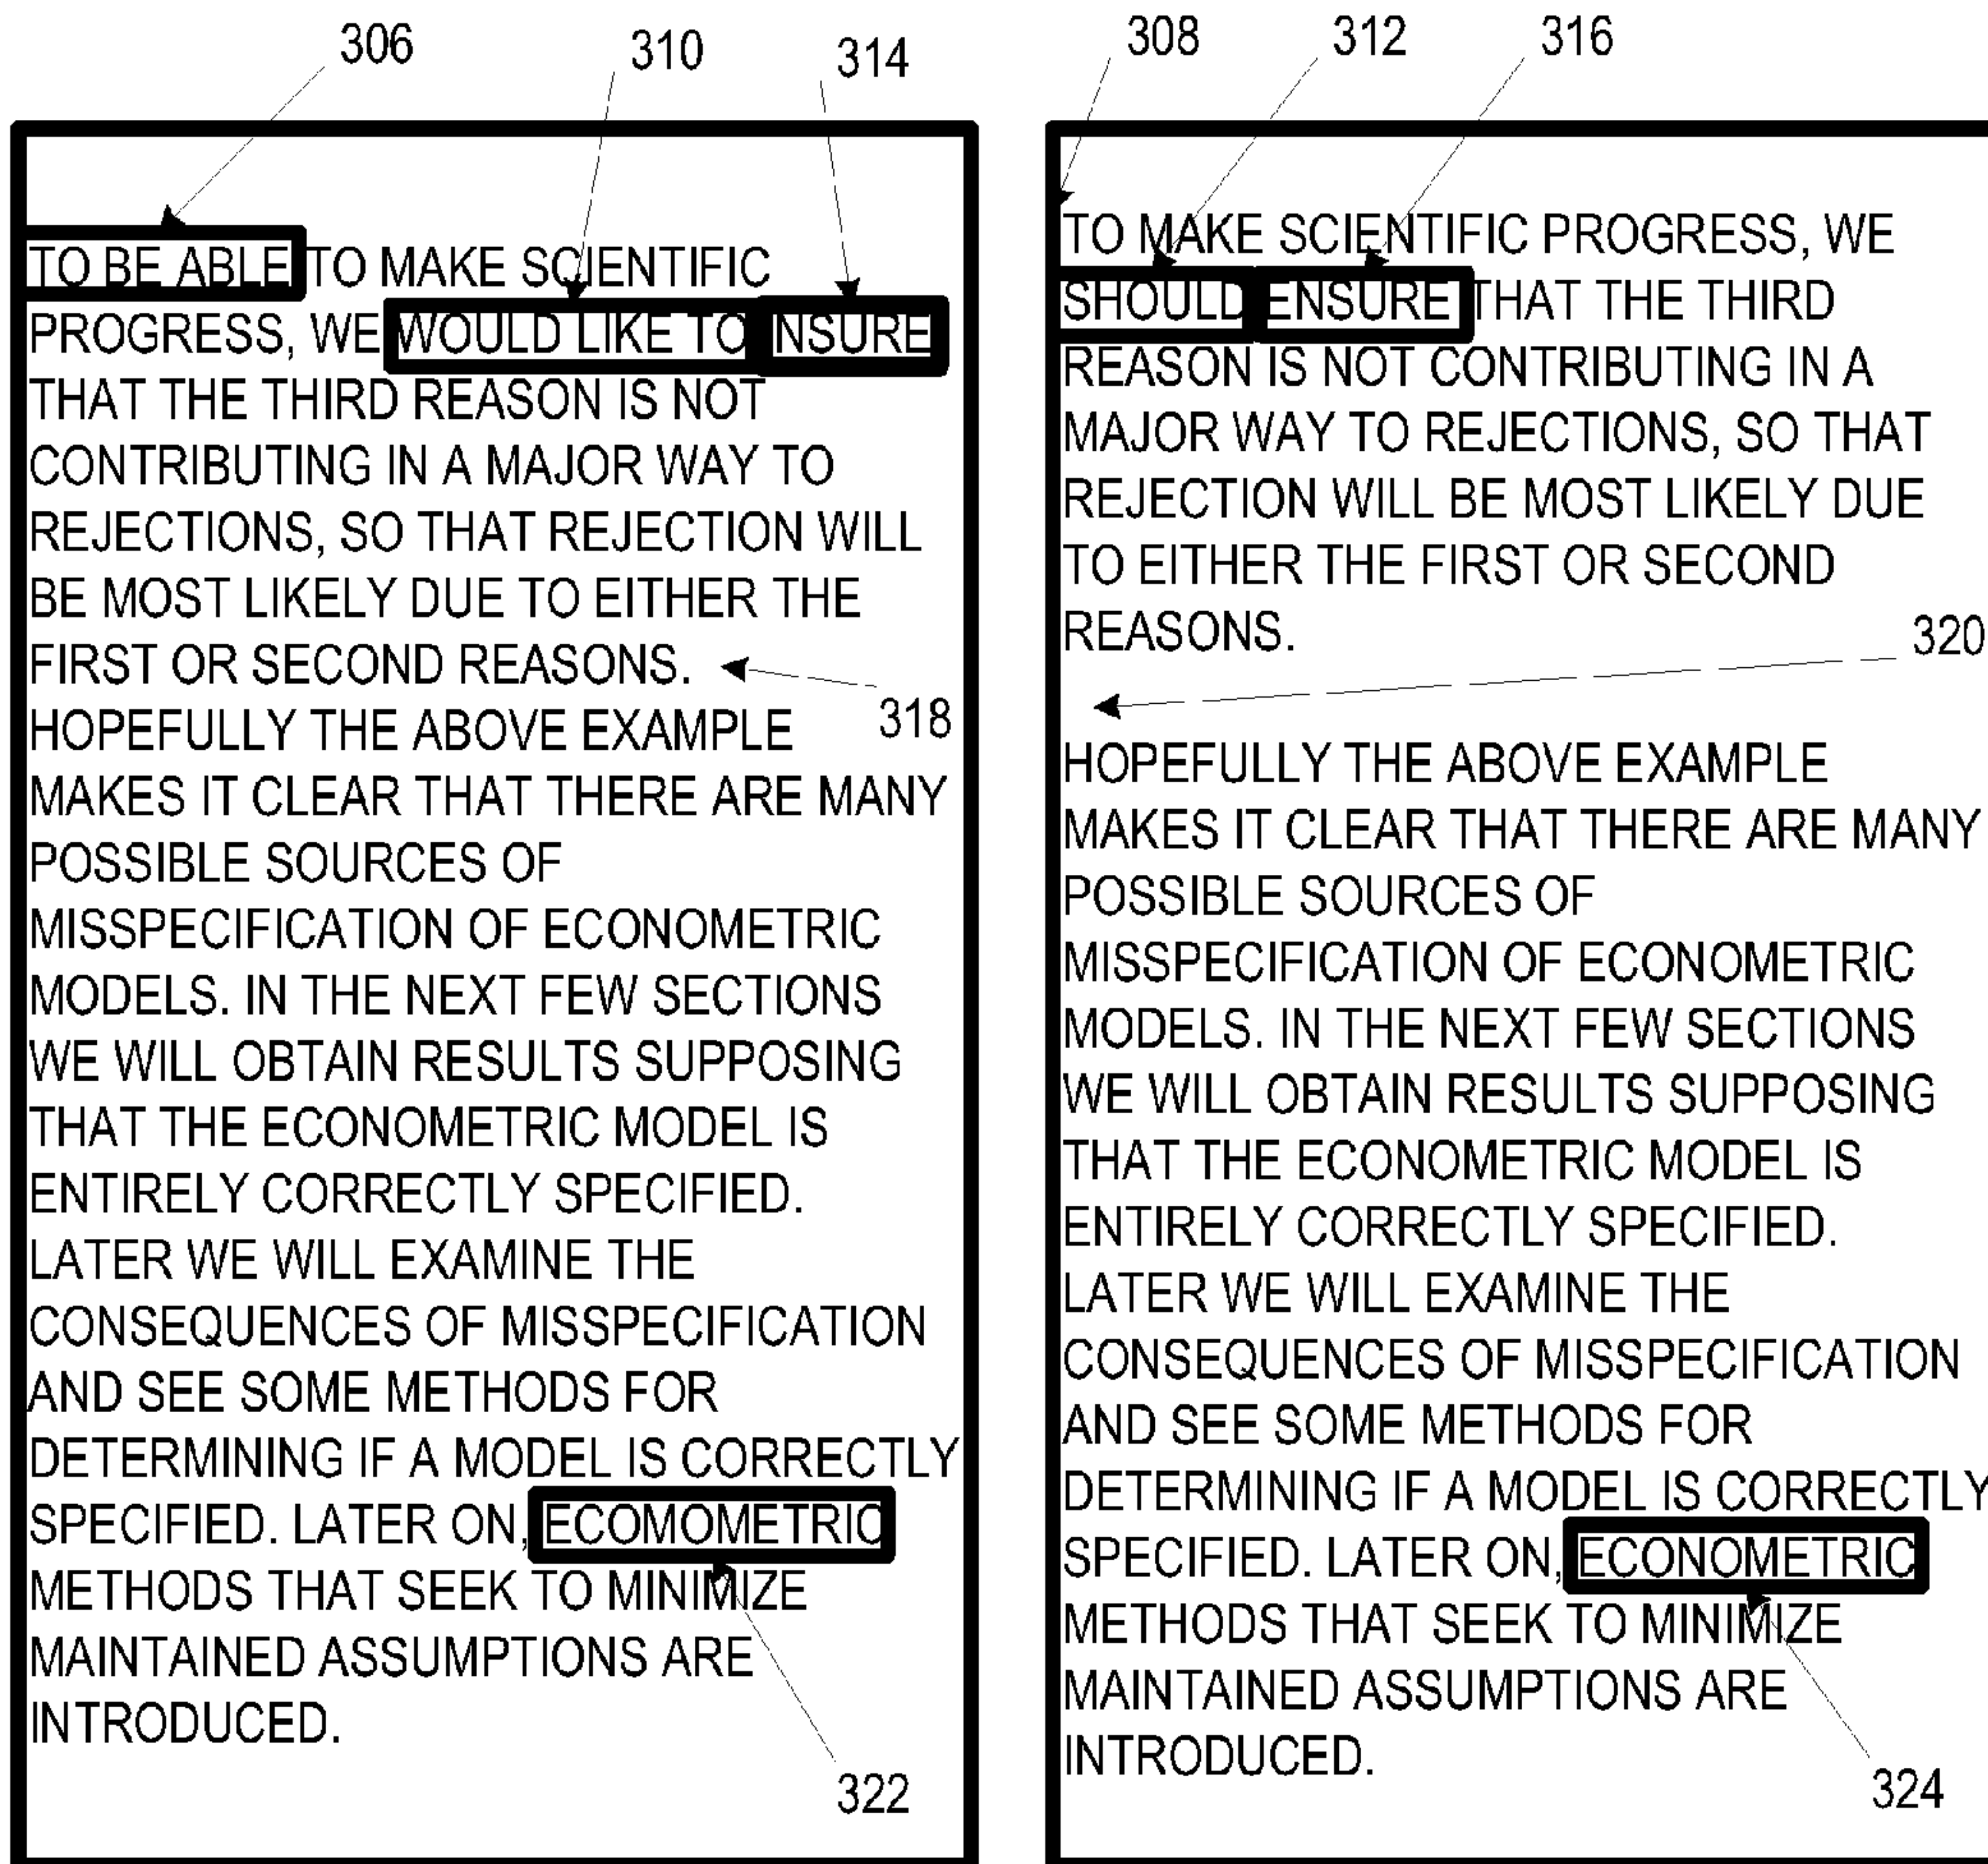 306 310 314
TO BE ABLE TO MAKE SCIENTIFIC
PROGRESS, WE WOULD LIKE TO NSURE
THAT THE THIRD REASON IS NOT
CONTRIBUTING IN A MAJOR WAY TO
REJECTIONS, SO THAT REJECTION WILL
BE MOST LIKELY DUE TO EITHER THE
FIRST OR SECOND REASONS.
318
HOPEFULLY THE ABOVE EXAMPLE
MAKES IT CLEAR THAT THERE ARE MANY
POSSIBLE SOURCES OF
MISSPECIFICATION OF ECONOMETRIC
MODELS. IN THE NEXT FEW SECTIONS
WE WILL OBTAIN RESULTS SUPPOSING
THAT THE ECONOMETRIC MODEL IS
ENTIRELY CORRECTLY SPECIFIED.
LATER WE WILL EXAMINE THE
CONSEQUENCES OF MISSPECIFICATION
AND SEE SOME METHODS FOR
DETERMINING IF A MODEL IS CORRECTLY
SPECIFIED. LATER ON, ECOMOMETRIC
METHODS THAT SEEK TO MINIMIZE
MAINTAINED ASSUMPTIONS ARE
INTRODUCED.
322
308 312 316
TO MAKE SCIENTIFIC PROGRESS, WE
SHOULD ENSURE THAT THE THIRD
REASON IS NOT CONTRIBUTING IN A
MAJOR WAY TO REJECTIONS, SO THAT
REJECTION WILL BE MOST LIKELY DUE
TO EITHER THE FIRST OR SECOND
REASONS.
320
HOPEFULLY THE ABOVE EXAMPLE
MAKES IT CLEAR THAT THERE ARE MANY
POSSIBLE SOURCES OF
MISSPECIFICATION OF ECONOMETRIC
MODELS. IN THE NEXT FEW SECTIONS
WE WILL OBTAIN RESULTS SUPPOSING
THAT THE ECONOMETRIC MODEL IS
ENTIRELY CORRECTLY SPECIFIED.
LATER WE WILL EXAMINE THE
CONSEQUENCES OF MISSPECIFICATION
AND SEE SOME METHODS FOR
DETERMINING IF A MODEL IS CORRECTLY
SPECIFIED. LATER ON, ECONOMETRIC
METHODS THAT SEEK TO MINIMIZE
MAINTAINED ASSUMPTIONS ARE
INTRODUCED.
324